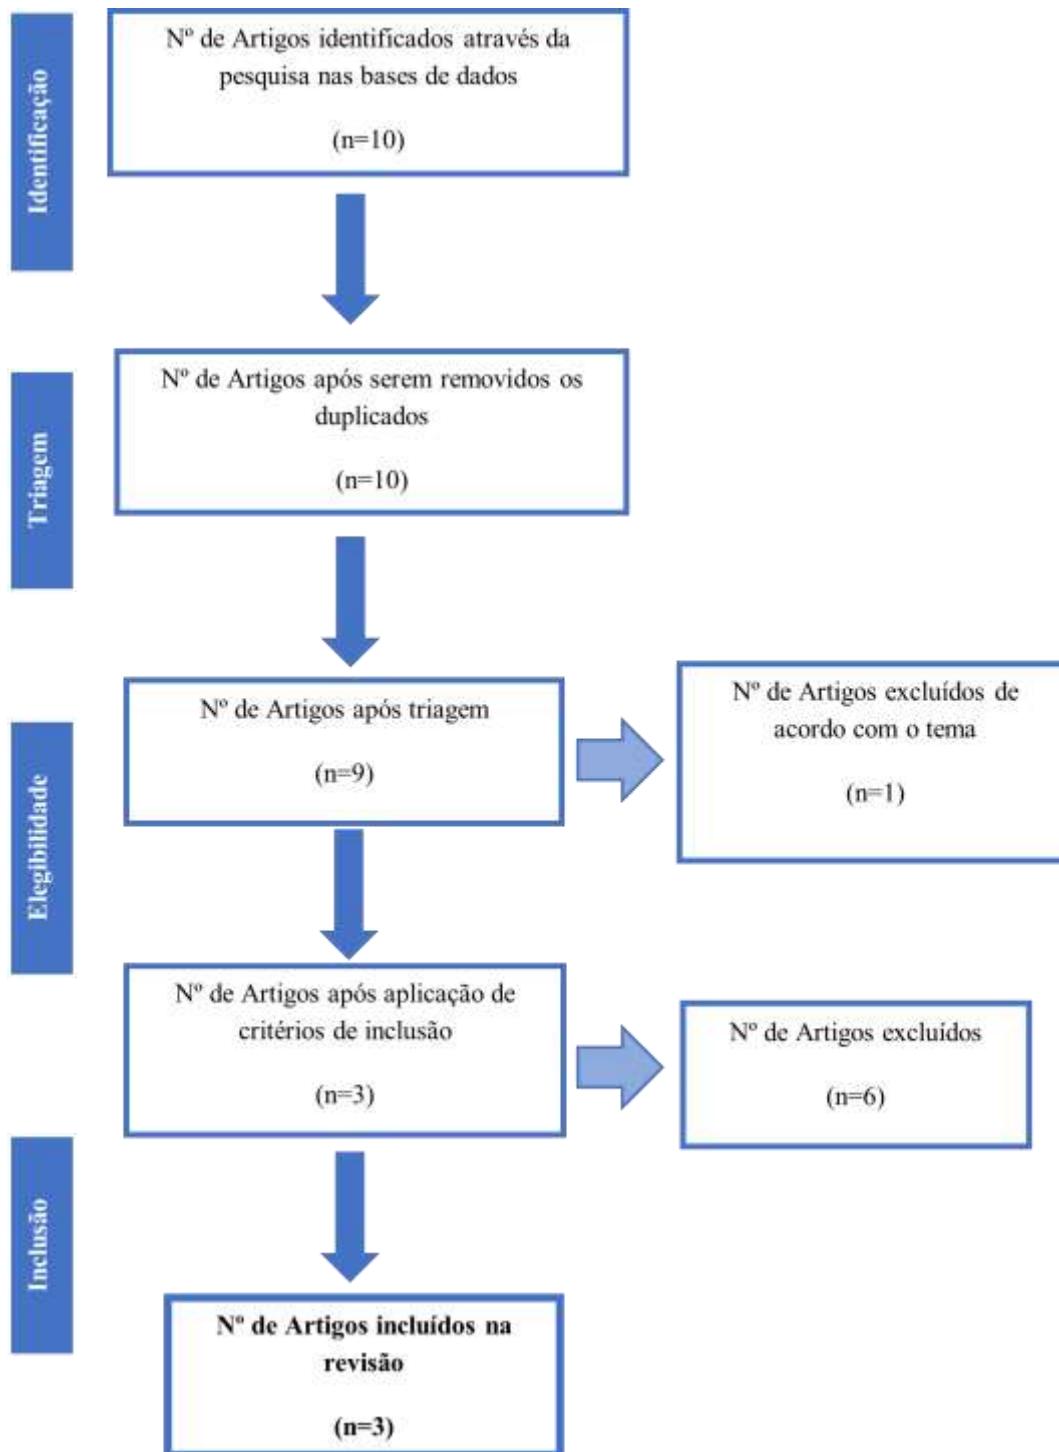 Identificação
Nº de Artigos identificados através da
pesquisa nas bases de dados
(n=10)
Triagem
Nº de Artigos após serem removidos os
duplicados
(n=10)
Elegibilidade
Nº de Artigos após triagem
(n=9)
Nº de Artigos excluídos de
acordo com o tema
(n=1)
Nº de Artigos após aplicação de
critérios de inclusão
(n=3)
Nº de Artigos excluídos
(n=6)
Inclusão
Nº de Artigos incluídos na
revisão
(n=3)